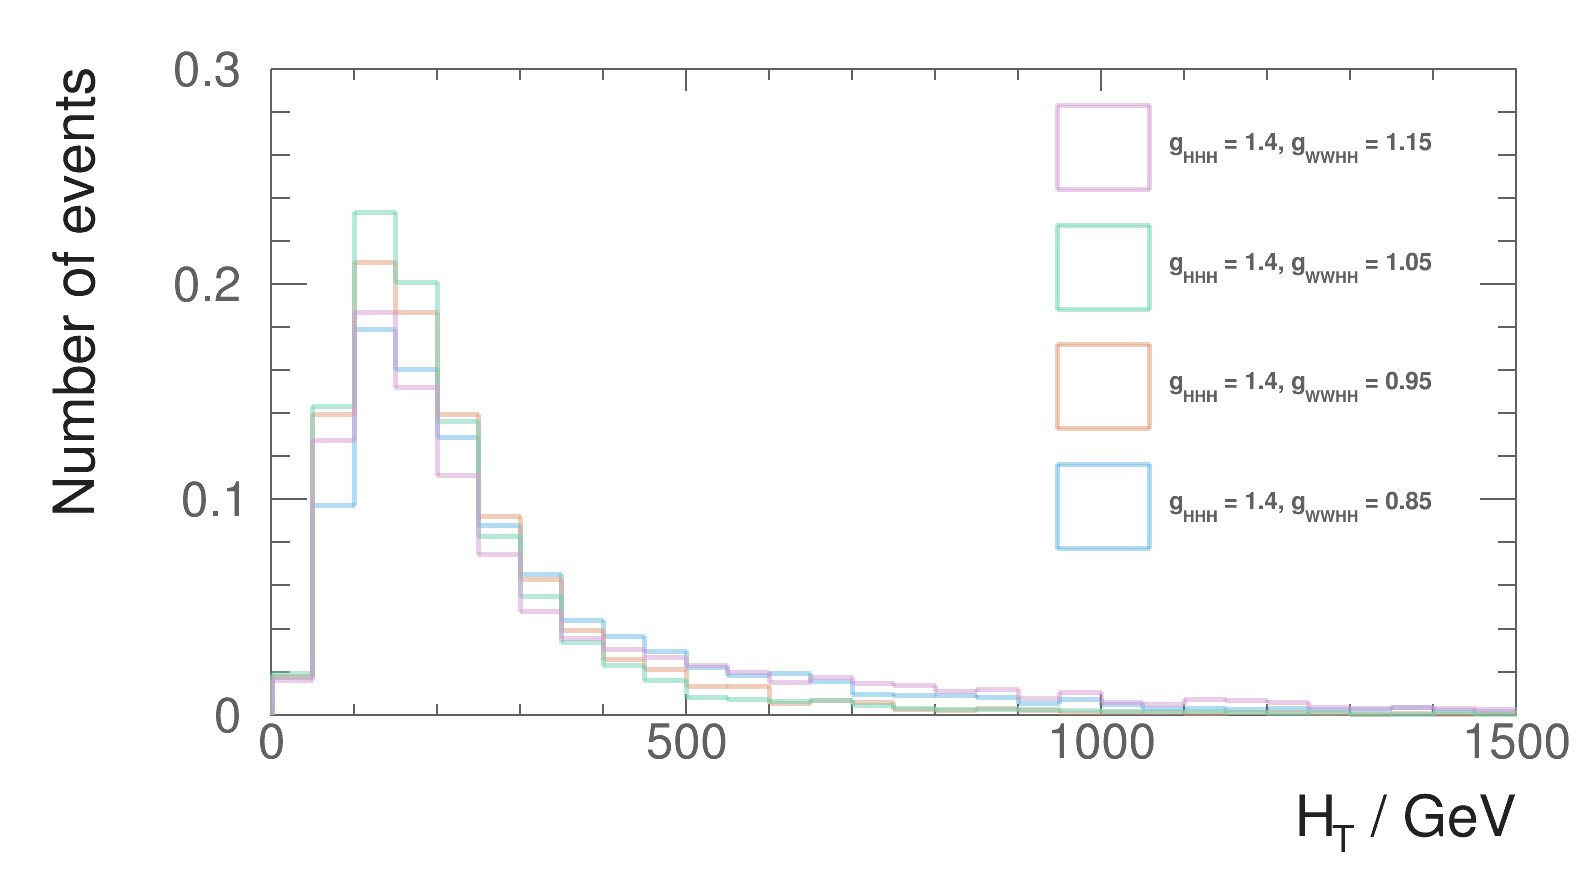 Number of events
0.3
0.2
0.1
0
0 500 1000 1500
H_T / GeV
g_HHH = 1.4, g_WWHH = 1.15
g_HHH = 1.4, g_WWHH = 1.05
g_HHH = 1.4, g_WWHH = 0.95
g_HHH = 1.4, g_WWHH = 0.85